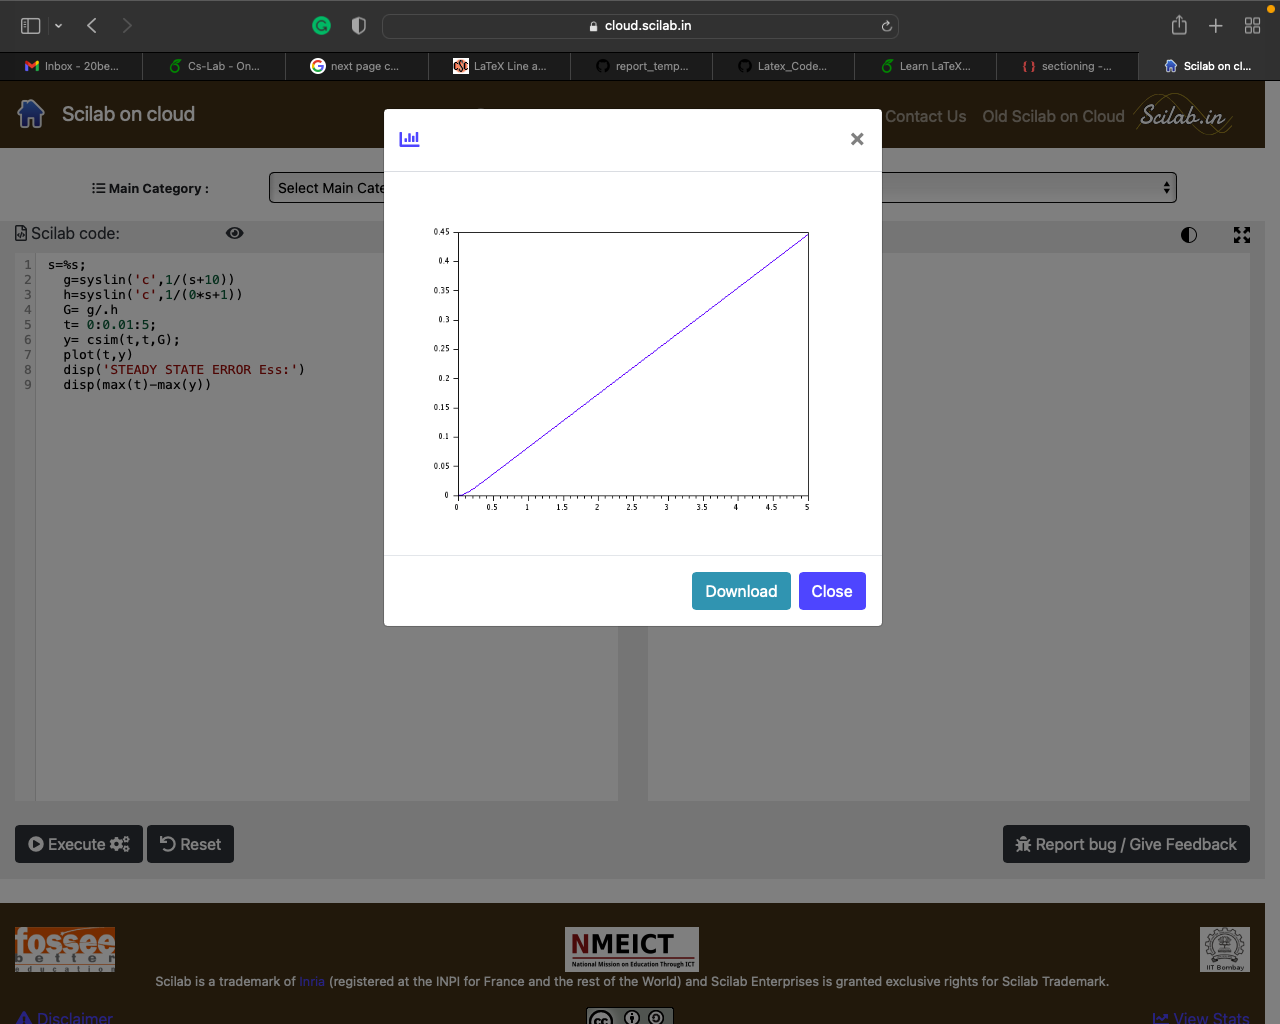 cloud.scilab.in
Inbox - 20be...
Cs-Lab - On...
next page c...
LaTeX Line a...
report_temp...
Latex_Code...
Learn LaTeX...
sectioning -...
Scilab on cl...
Scilab on cloud
Contact Us
Old Scilab on Cloud
Scilab.in
Main Category :
Select Main Cate
Scilab code:
1 s=%s;
2 g=syslin('c',1/(s+10))
3 h=syslin('c',1/(0*s+1))
4 G= g/.h
5 t= 0:0.01:5;
6 y= csim(t,t,G);
7 plot(t,y)
8 disp('STEADY STATE ERROR Ess:')
9 disp(max(t)-max(y))
0.45
0.4
0.35
0.3
0.25
0.2
0.15
0.1
0.05
0
0 0.5 1 1.5 2 2.5 3 3.5 4 4.5 5
Download
Close
Execute
Reset
Report bug / Give Feedback
fossee
better
education
NMEICT
National Mission on Education Through ICT
IIT Bombay
Scilab is a trademark of Inria (registered at the INPI for France and the rest of the World) and Scilab Enterprises is granted exclusive rights for Scilab Trademark.
Disclaimer
cc
View Stats